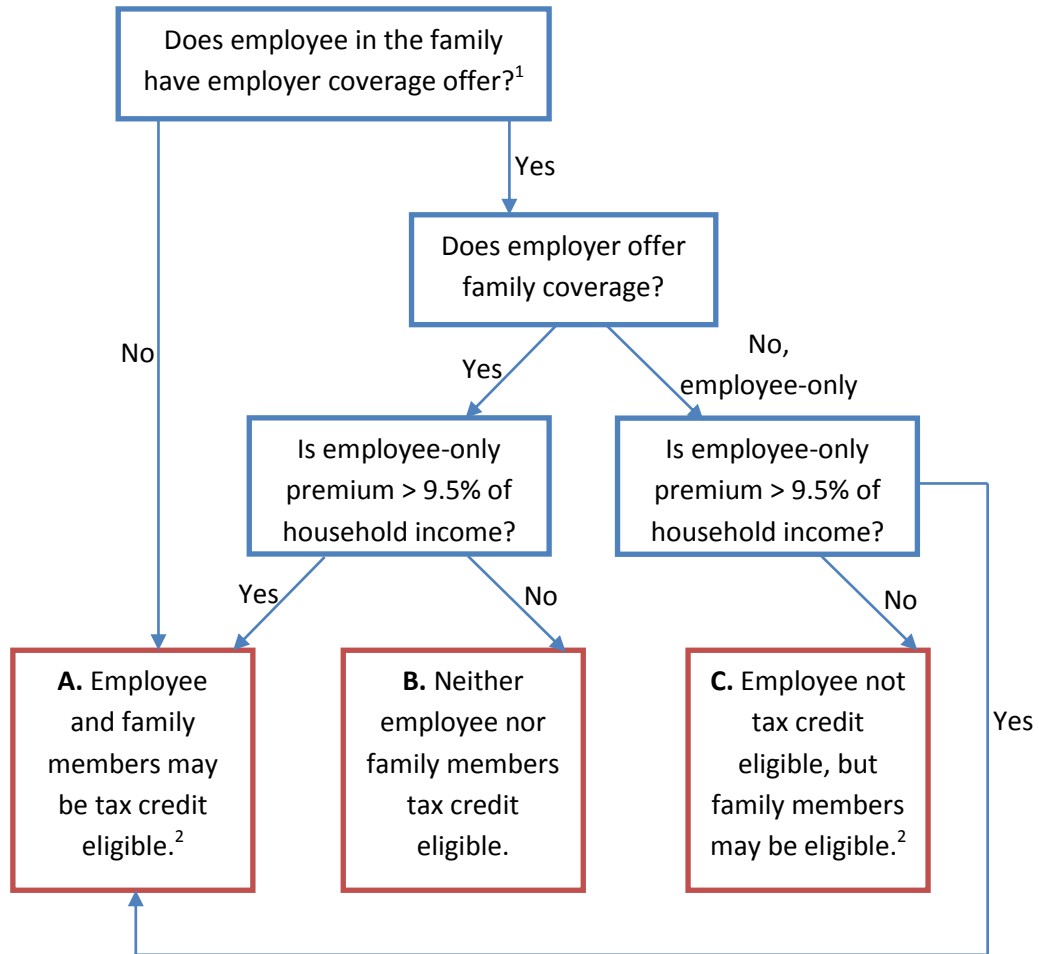 Does employee in the family
have employer coverage offer?1
Yes
Does employer offer
family coverage?
No
Yes
No,
employee-only
Is employee-only
premium > 9.5% of
household income?
Is employee-only
premium > 9.5% of
household income?
Yes
No
No
A. Employee
and family
members may
be tax credit
eligible.2
B. Neither
employee nor
family members
tax credit
eligible.
C. Employee not
tax credit
eligible, but
family members
may be eligible.2
Yes